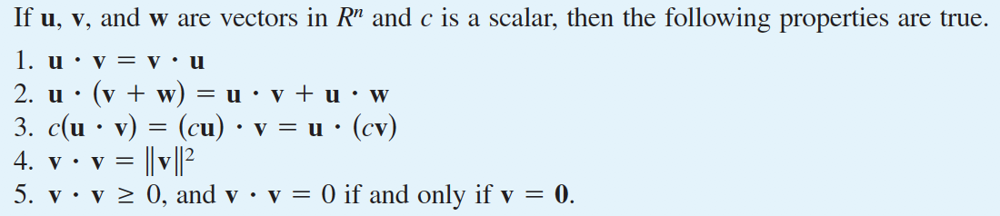 If u, v, and w are vectors in Rⁿ and c is a scalar, then the following properties are true.
1. u · v = v · u
2. u · (v + w) = u · v + u · w
3. c(u · v) = (cu) · v = u · (cv)
4. v · v = ‖v‖²
5. v · v ≥ 0, and v · v = 0 if and only if v = 0.